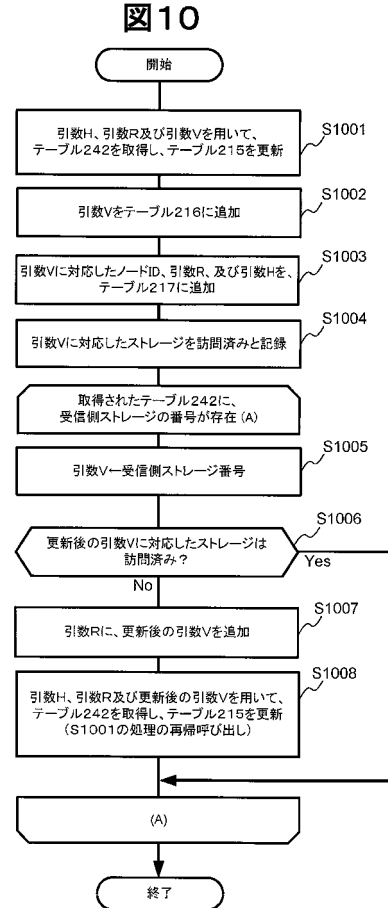 図10
開始
引数H、引数R及び引数Vを用いて、
テーブル242を取得し、テーブル215を更新
S1001
引数Vをテーブル216に追加
S1002
引数Vに対応したノードID、引数R、及び引数Hを、
テーブル217に追加
S1003
引数Vに対応したストレージを訪問済みと記録
S1004
取得されたテーブル242に、
受信側ストレージの番号が存在(A)
引数V←受信側ストレージ番号
S1005
更新後の引数Vに対応したストレージは
訪問済み?
S1006
Yes
No
引数Rに、更新後の引数Vを追加
S1007
引数H、引数R及び更新後の引数Vを用いて、
テーブル242を取得し、テーブル215を更新
(S1001の処理の再帰呼び出し)
S1008
(A)
終了